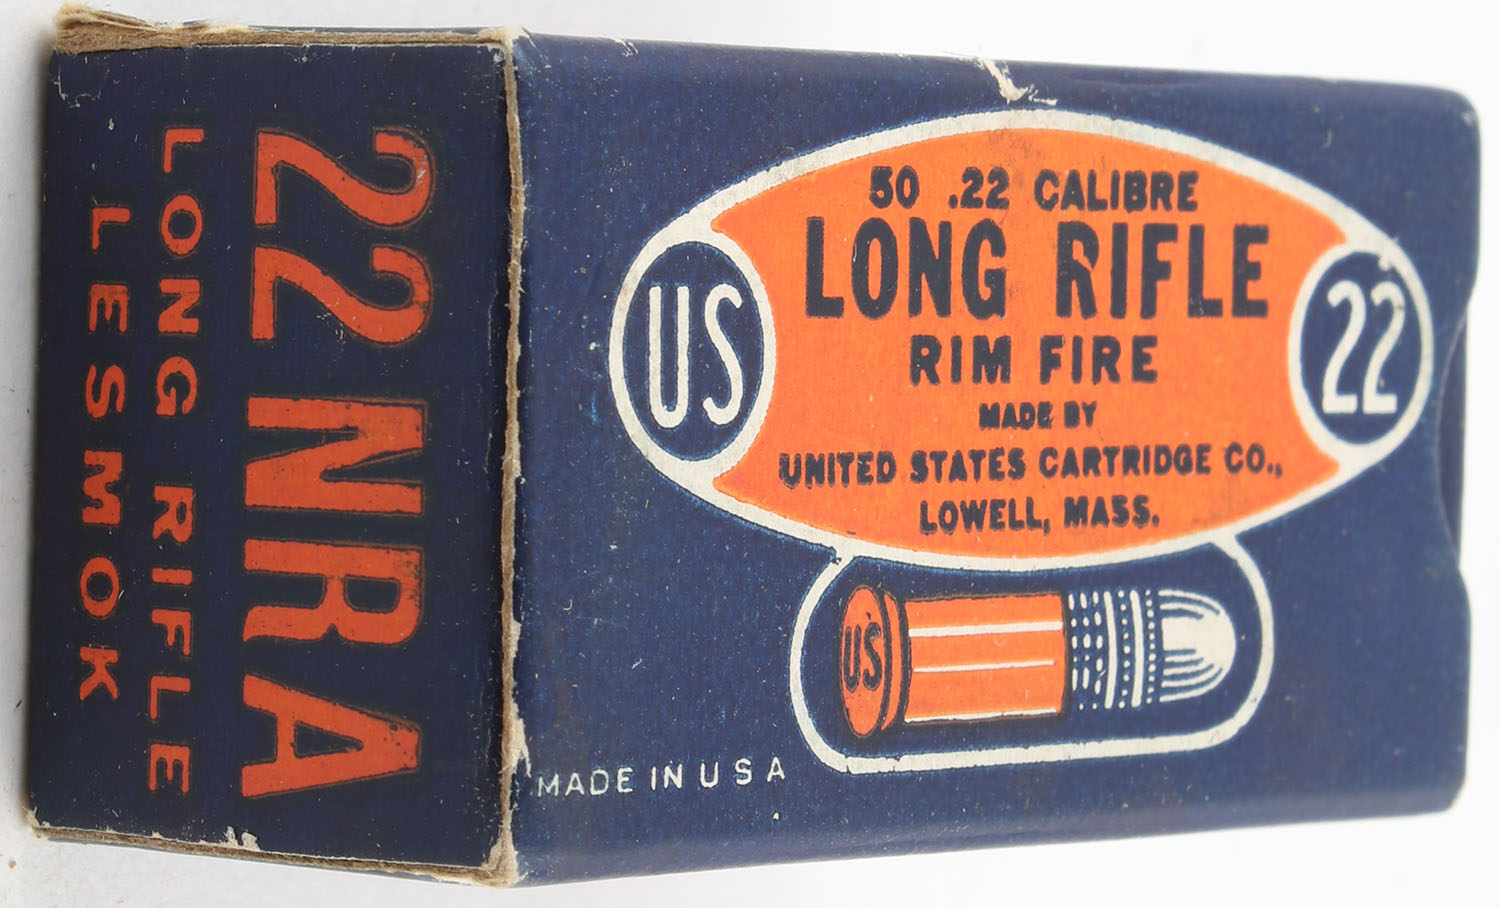 22 NRA
LONG RIFLE
LESMOK
50 .22 CALIBRE
LONG RIFLE
RIM FIRE
MADE BY
UNITED STATES CARTRIDGE CO.,
LOWELL, MASS.
US
22
US
MADE IN U S A